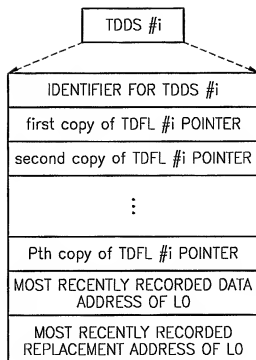 TDDS #i
IDENTIFIER FOR TDDS #i
first copy of TDFL #i POINTER
second copy of TDFL #i POINTER
⋮
Pth copy of TDFL #i POINTER
MOST RECENTLY RECORDED DATA
ADDRESS OF L0
MOST RECENTLY RECORDED
REPLACEMENT ADDRESS OF L0